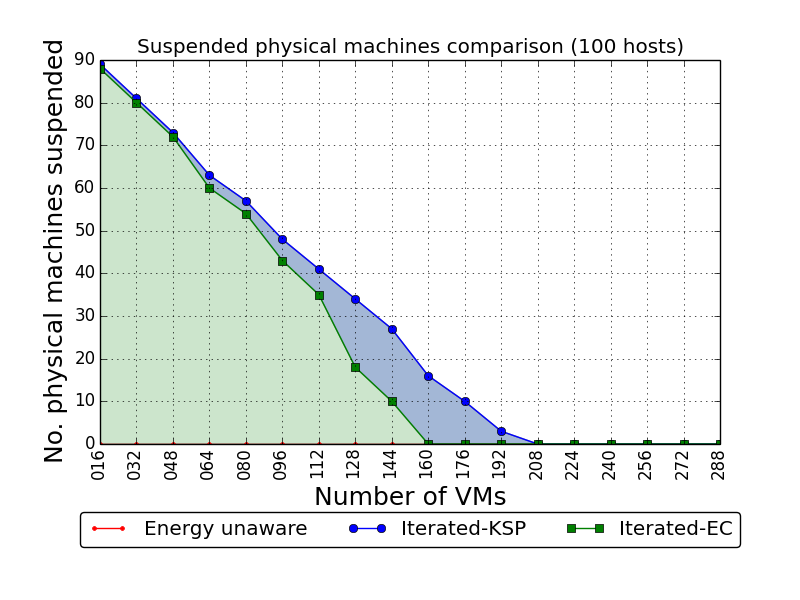 Suspended physical machines comparison (100 hosts)
No. physical machines suspended
90
80
70
60
50
40
30
20
10
0
016 032 048 064 080 096 112 128 144 160 176 192 208 224 240 256 272 288
Number of VMs
Energy unaware Iterated-KSP Iterated-EC